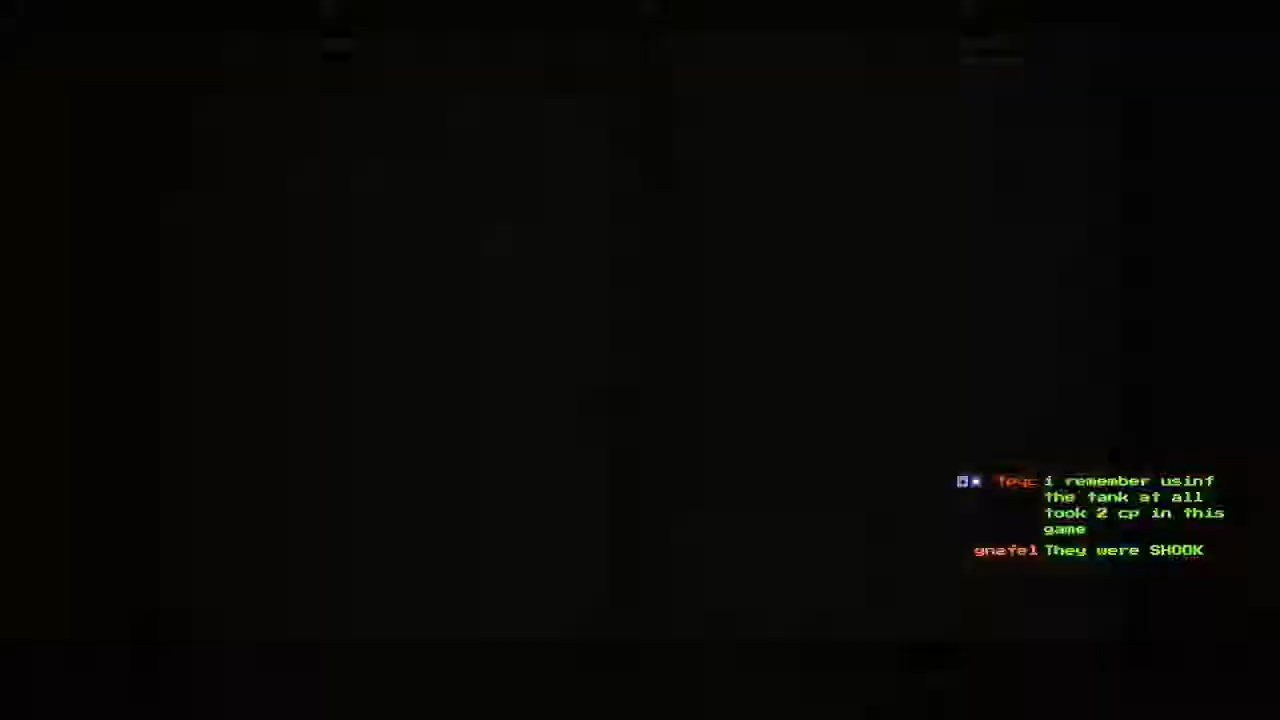 i remember usinf
the tank at all
took 2 cp in this
game
gnafel They were SHOOK